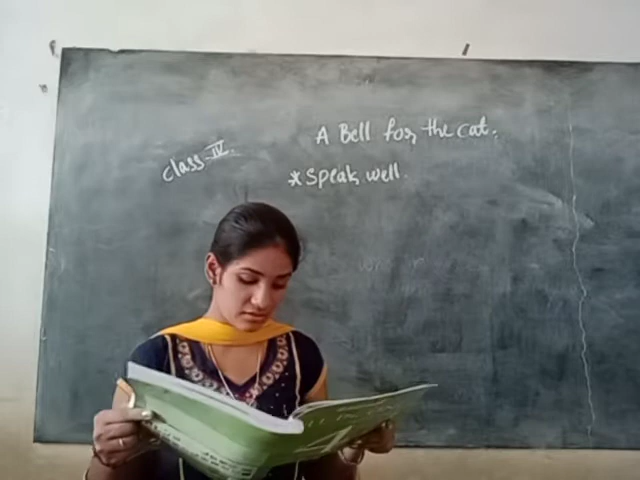 A Bell for the cat.
class-IV.
*Speak well.